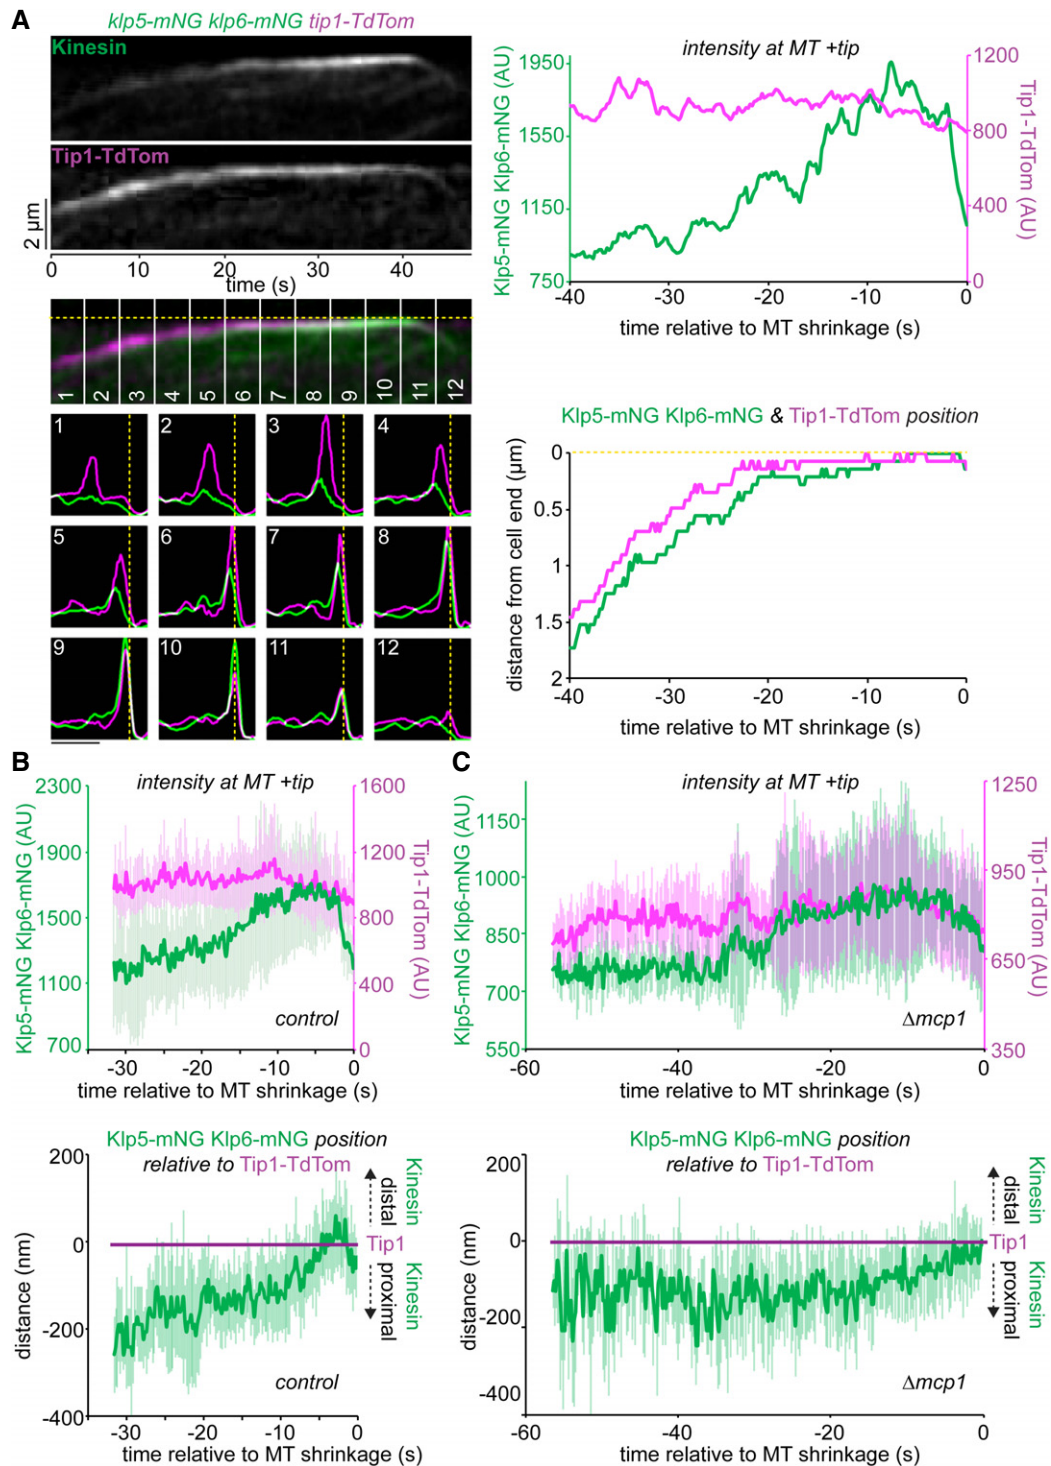 A
klp5-mNG klp6-mNG tip1-TdTom
Kinesin
Tip1-TdTom
2 µm
0 10 20 30 40
time (s)
1 2 3 4 5 6 7 8 9 10 11 12
1 2 3 4
5 6 7 8
9 10 11 12
intensity at MT +tip
Klp5-mNG Klp6-mNG (AU)
1950
1550
1150
750
1200
800
400
0
Tip1-TdTom (AU)
-40 -30 -20 -10 0
time relative to MT shrinkage (s)
Klp5-mNG Klp6-mNG & Tip1-TdTom position
distance from cell end (µm)
0
0.5
1
1.5
2
-40 -30 -20 -10 0
time relative to MT shrinkage (s)
B
intensity at MT +tip
Klp5-mNG Klp6-mNG (AU)
2300
1900
1500
1100
700
1600
1200
800
400
0
Tip1-TdTom (AU)
control
-30 -20 -10 0
time relative to MT shrinkage (s)
Klp5-mNG Klp6-mNG position
relative to Tip1-TdTom
distance (nm)
200
0
-200
-400
Kinesin
distal
Tip1
proximal
Kinesin
control
-30 -20 -10 0
time relative to MT shrinkage (s)
C
intensity at MT +tip
Klp5-mNG Klp6-mNG (AU)
1150
1000
850
700
550
1250
950
650
350
Tip1-TdTom (AU)
Δmcp1
-60 -40 -20 0
time relative to MT shrinkage (s)
Klp5-mNG Klp6-mNG position
relative to Tip1-TdTom
distance (nm)
200
0
-200
-400
Kinesin
distal
Tip1
proximal
Kinesin
Δmcp1
-60 -40 -20 0
time relative to MT shrinkage (s)